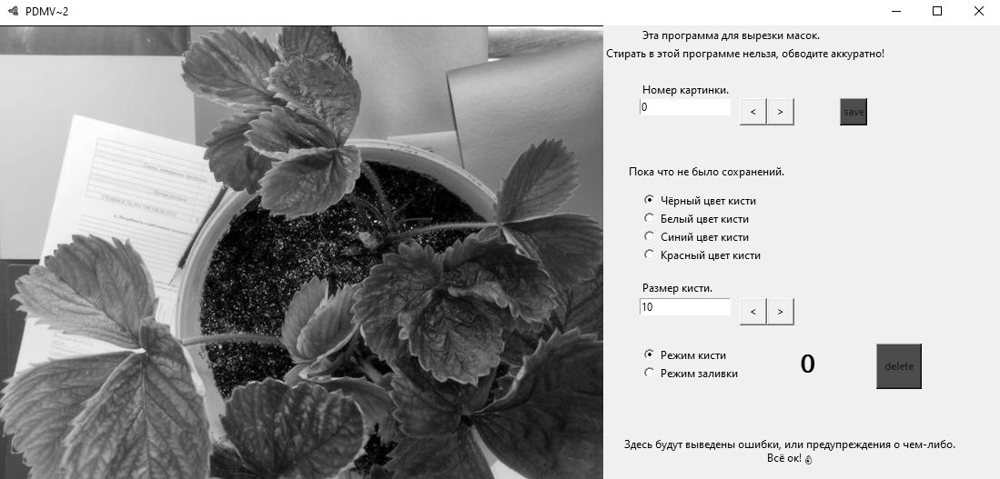 PDMV~2
Эта программа для вырезки масок.
Стирать в этой программе нельзя, обводите аккуратно!
Номер картинки.
0 < > save
Пока что не было сохранений.
Чёрный цвет кисти
Белый цвет кисти
Синий цвет кисти
Красный цвет кисти
Размер кисти.
10 < >
Режим кисти
Режим заливки
0
delete
Здесь будут выведены ошибки, или предупреждения о чем-либо.
Всё ок!